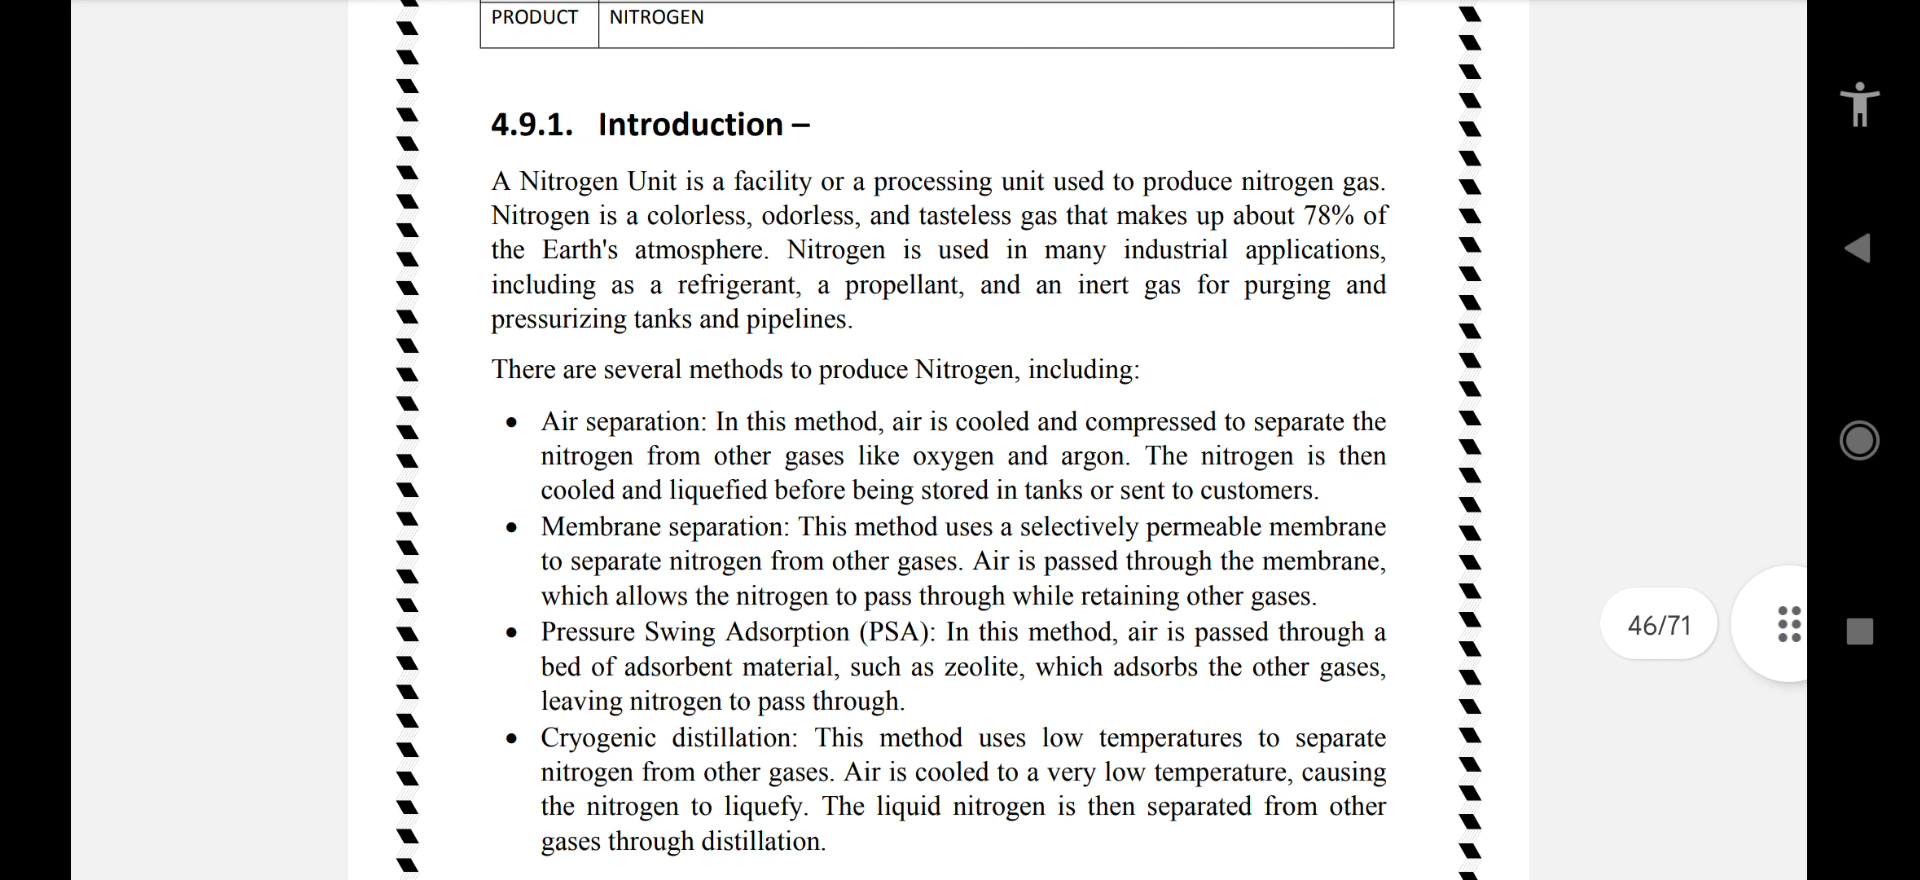 PRODUCT NITROGEN
4.9.1. Introduction –
A Nitrogen Unit is a facility or a processing unit used to produce nitrogen gas.
Nitrogen is a colorless, odorless, and tasteless gas that makes up about 78% of
the Earth's atmosphere. Nitrogen is used in many industrial applications,
including as a refrigerant, a propellant, and an inert gas for purging and
pressurizing tanks and pipelines.
There are several methods to produce Nitrogen, including:
• Air separation: In this method, air is cooled and compressed to separate the
nitrogen from other gases like oxygen and argon. The nitrogen is then
cooled and liquefied before being stored in tanks or sent to customers.
• Membrane separation: This method uses a selectively permeable membrane
to separate nitrogen from other gases. Air is passed through the membrane,
which allows the nitrogen to pass through while retaining other gases.
• Pressure Swing Adsorption (PSA): In this method, air is passed through a
bed of adsorbent material, such as zeolite, which adsorbs the other gases,
leaving nitrogen to pass through.
• Cryogenic distillation: This method uses low temperatures to separate
nitrogen from other gases. Air is cooled to a very low temperature, causing
the nitrogen to liquefy. The liquid nitrogen is then separated from other
gases through distillation.
46/71